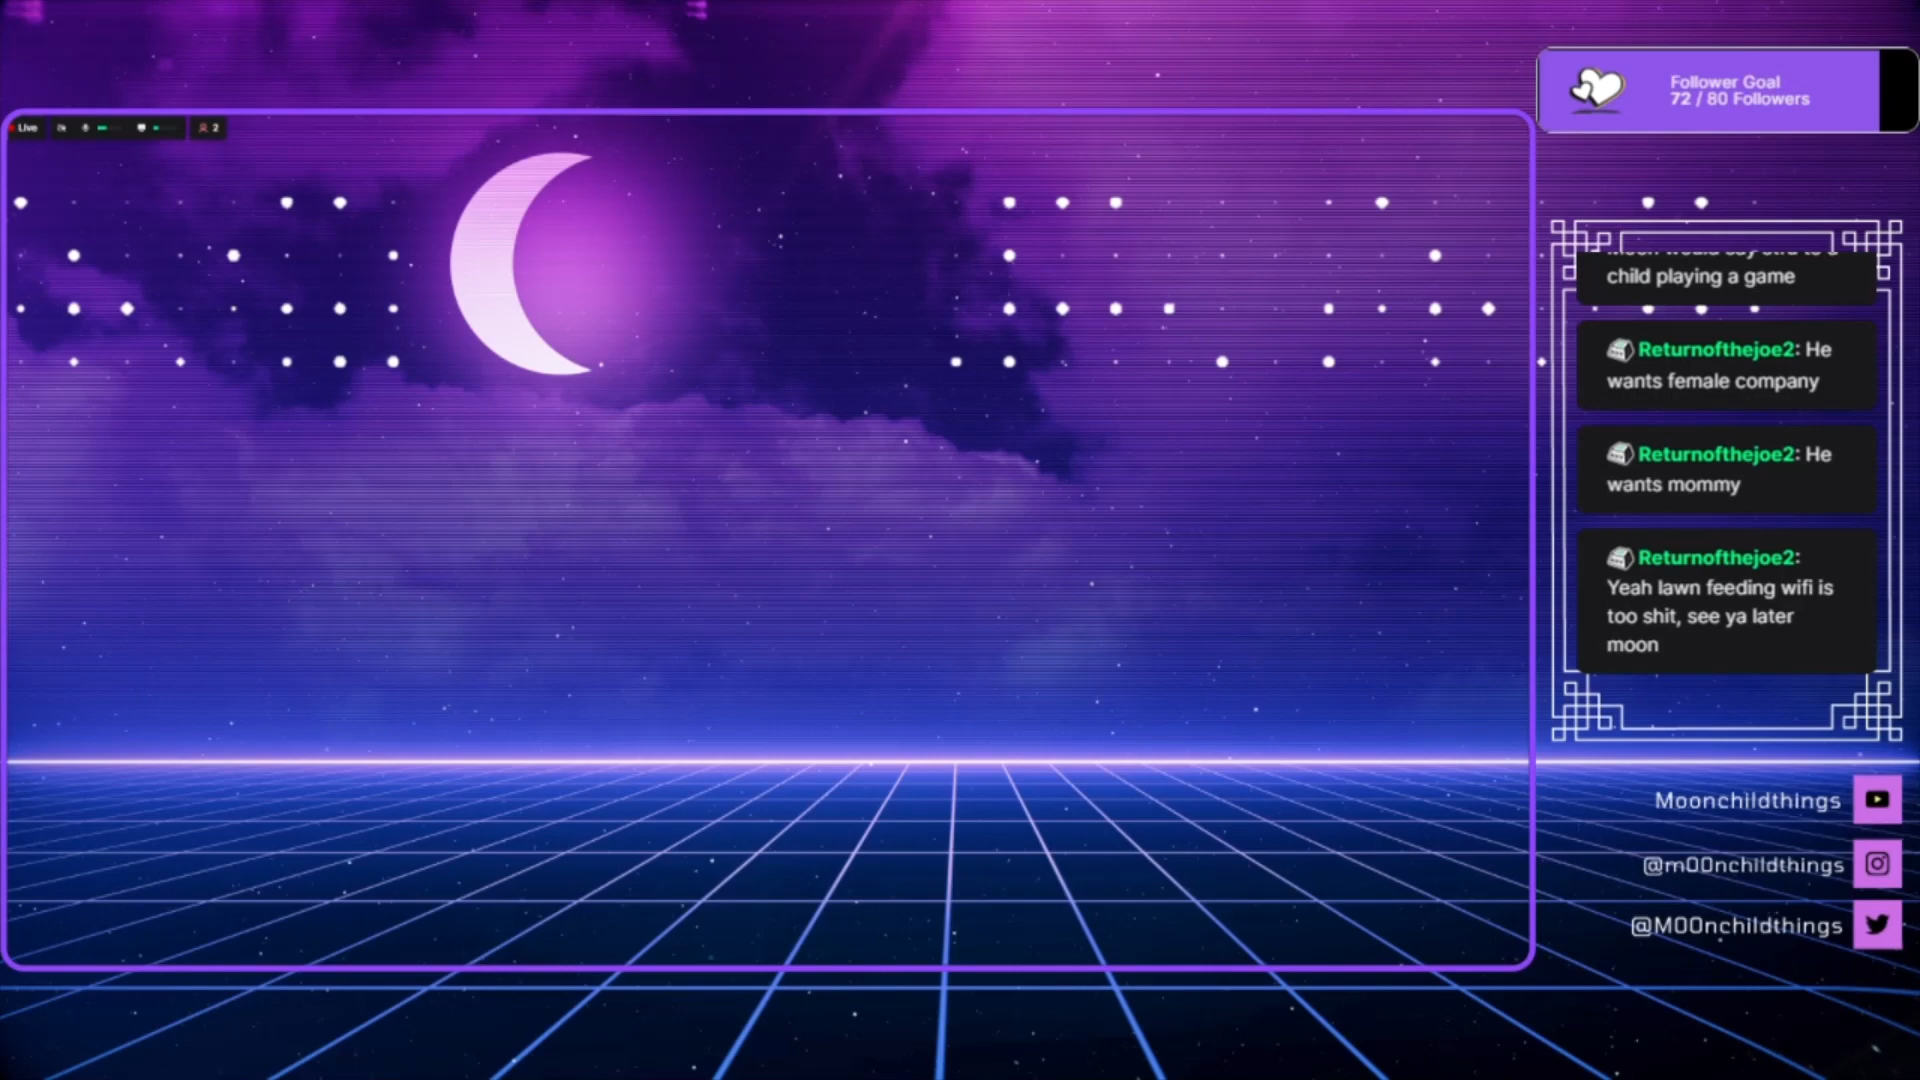 Live
2
Follower Goal
72 / 80 Followers
child playing a game
Returnofthejoe2: He
wants female company
Returnofthejoe2: He
wants mommy
Returnofthejoe2:
Yeah lawn feeding wifi is
too shit, see ya later
moon
Moonchildthings
@m00nchildthings
@M00nchildthings